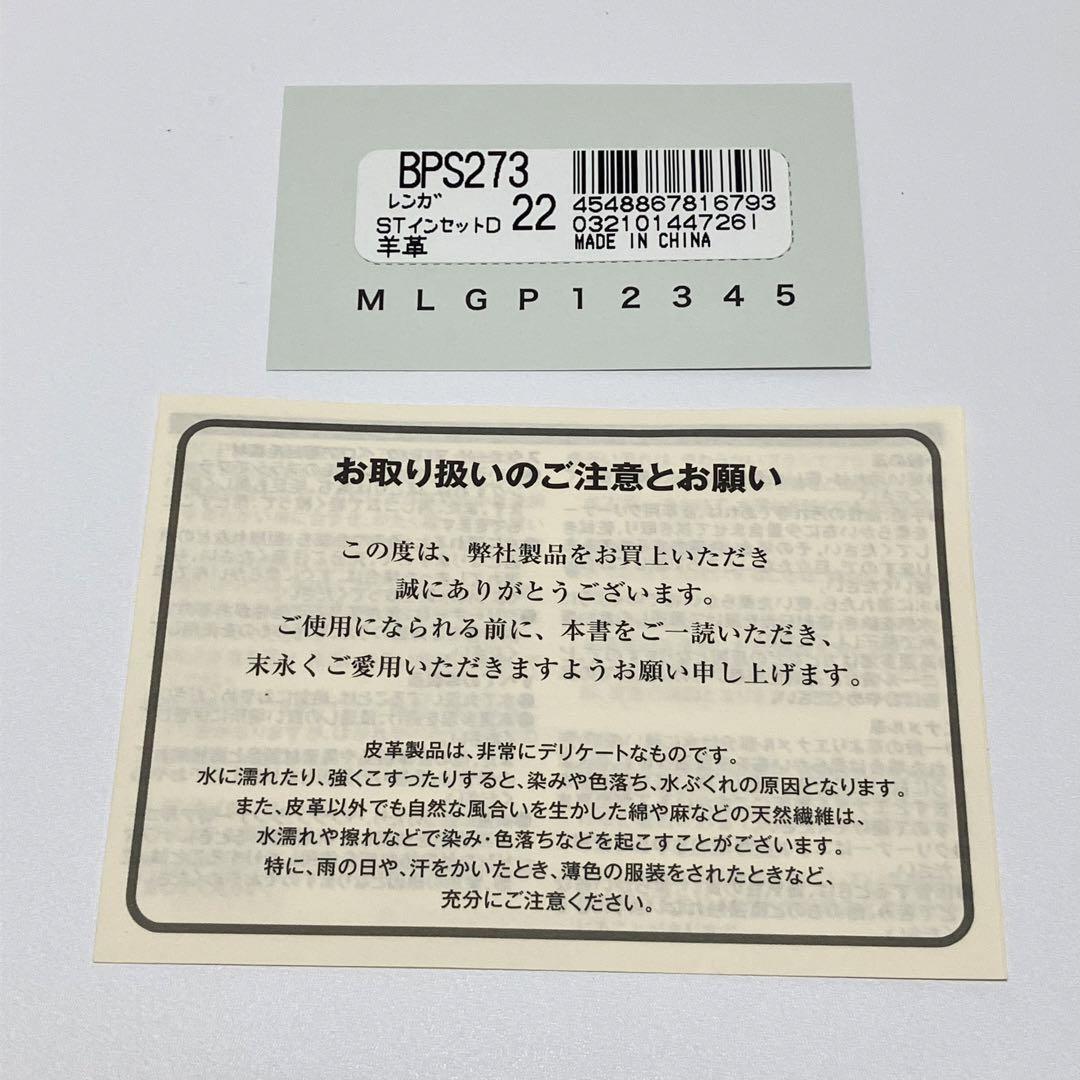 BPS273
レンガ
STインセットD 22
羊革
4548867816793
032101447261
MADE IN CHINA
M L G P 1 2 3 4 5
お取り扱いのご注意とお願い
この度は、弊社製品をお買上いただき
誠にありがとうございます。
ご使用になられる前に、本書をご一読いただき、
末永くご愛用いただきますようお願い申し上げます。
皮革製品は、非常にデリケートなものです。
水に濡れたり、強くこすったりすると、染みや色落ち、水ぶくれの原因となります。
また、皮革以外でも自然な風合いを生かした綿や麻などの天然繊維は、
水濡れや擦れなどで染み・色落ちなどを起こすことがございます。
特に、雨の日や、汗をかいたとき、薄色の服装をされたときなど、
充分にご注意ください。